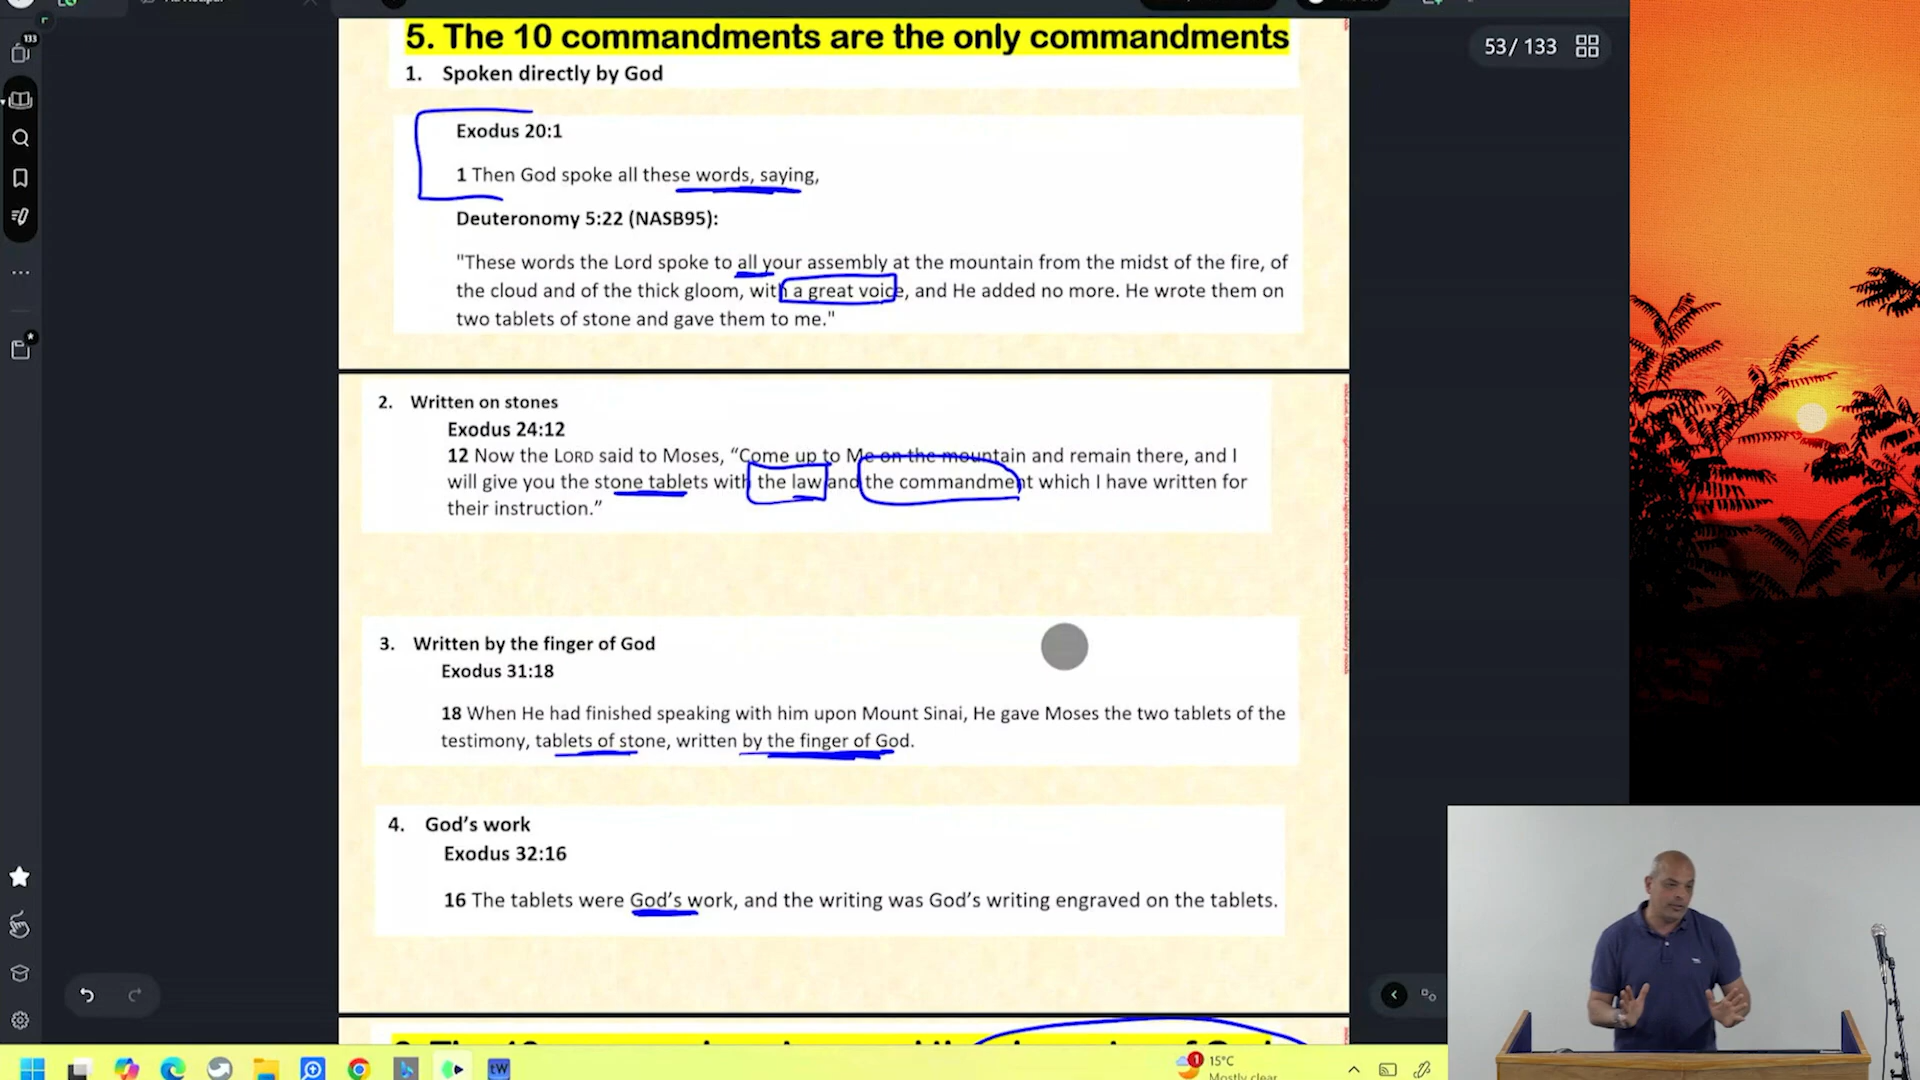 133
53/ 133
5. The 10 commandments are the only commandments
1. Spoken directly by God
Exodus 20:1
1 Then God spoke all these words, saying,
Deuteronomy 5:22 (NASB95):
"These words the Lord spoke to all your assembly at the mountain from the midst of the fire, of
the cloud and of the thick gloom, with a great voice, and He added no more. He wrote them on
two tablets of stone and gave them to me."
2. Written on stones
Exodus 24:12
12 Now the LORD said to Moses, “Come up to Me on the mountain and remain there, and I
will give you the stone tablets with the law and the commandment which I have written for
their instruction.”
3. Written by the finger of God
Exodus 31:18
18 When He had finished speaking with him upon Mount Sinai, He gave Moses the two tablets of the
testimony, tablets of stone, written by the finger of God.
4. God’s work
Exodus 32:16
16 The tablets were God’s work, and the writing was God’s writing engraved on the tablets.
1
15°C
Mostly clear
tW